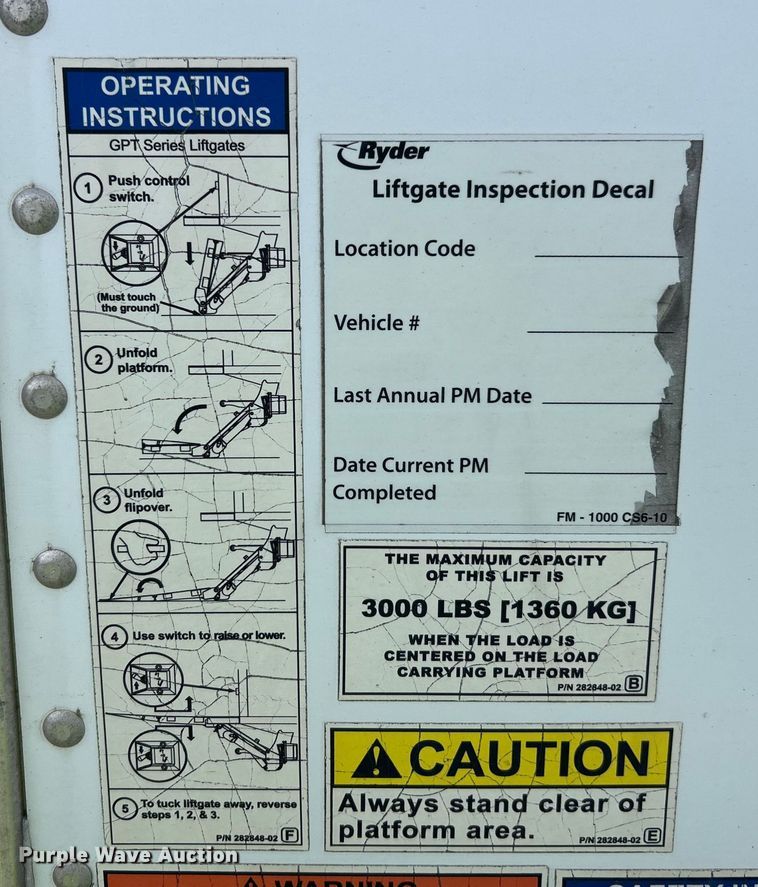 OPERATING
INSTRUCTIONS
GPT Series Liftgates
1
Push control
switch.
(Must touch
the ground)
2
Unfold
platform.
3
Unfold
flipover.
4
Use switch to raise or lower.
5
To tuck liftgate away, reverse
steps 1, 2, & 3.
P/N 282848-02 F
Ryder
Liftgate Inspection Decal
Location Code
Vehicle #
Last Annual PM Date
Date Current PM
Completed
FM - 1000 CS6-10
THE MAXIMUM CAPACITY
OF THIS LIFT IS
3000 LBS [1360 KG]
WHEN THE LOAD IS
CENTERED ON THE LOAD
CARRYING PLATFORM
P/N 282848-02 B
CAUTION
Always stand clear of
platform area.
P/N 282848-02 E
Purple Wave Auction
WARNING